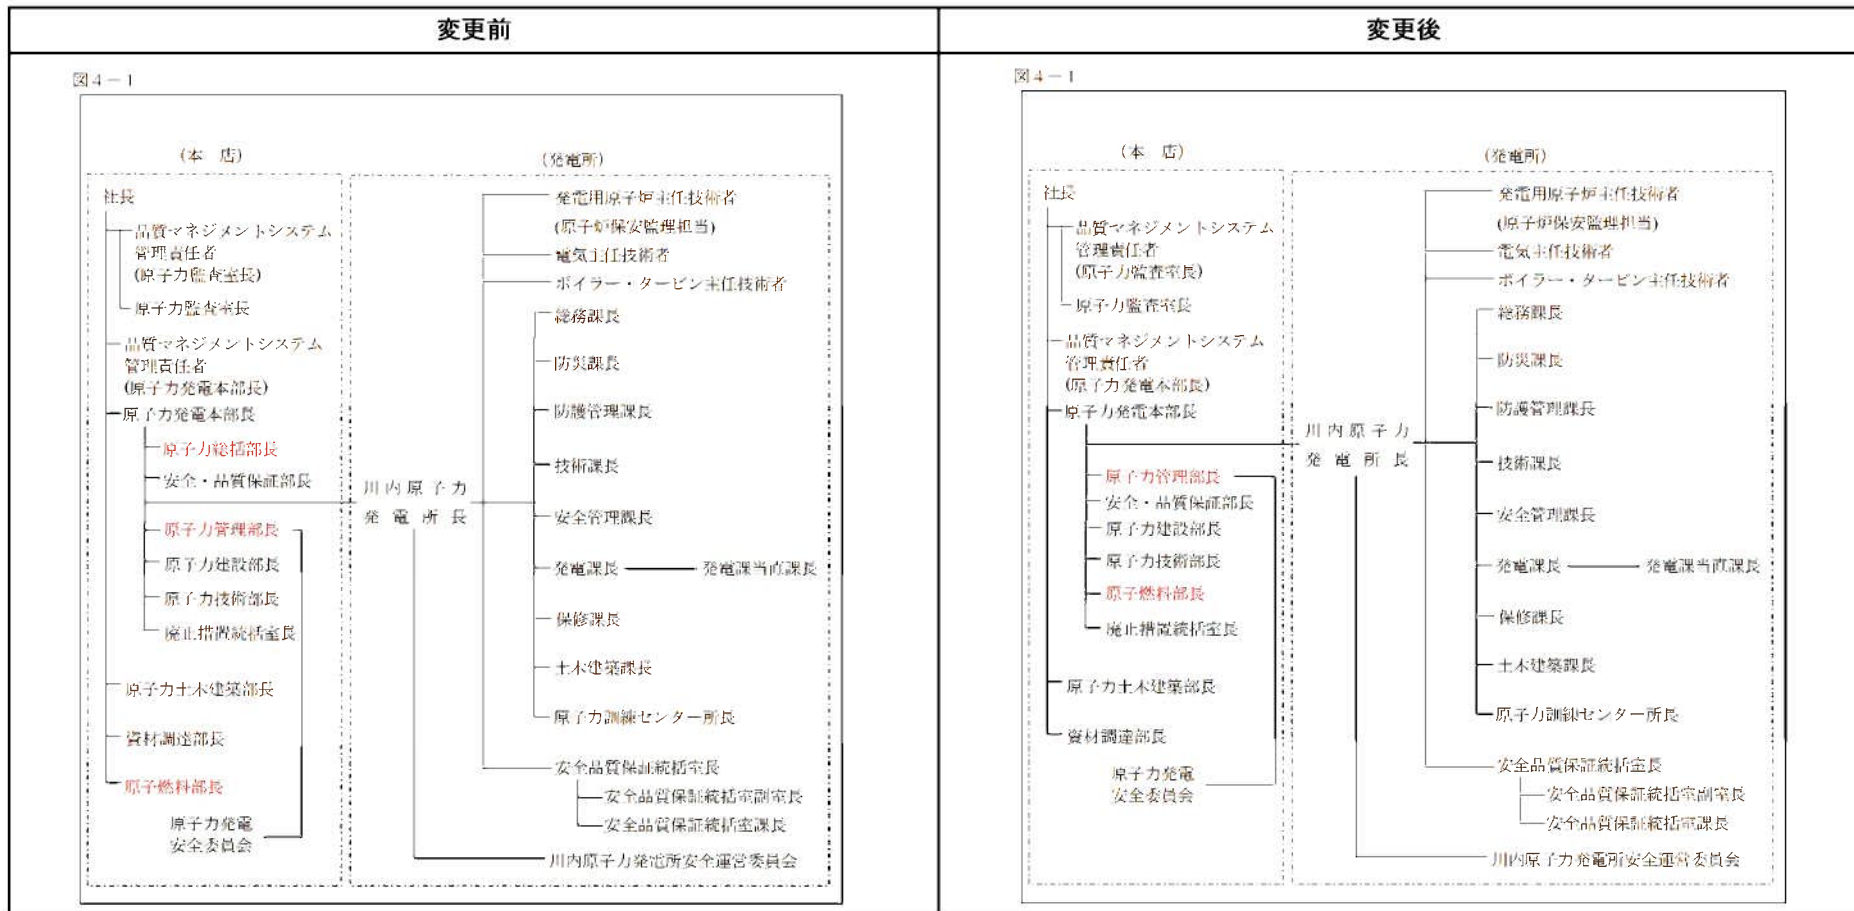 変更前
図4－1
(本　店)
(発電所)
社長
品質マネジメントシステム
管理責任者
(原子力監査室長)
原子力監査室長
品質マネジメントシステム
管理責任者
(原子力発電本部長)
原子力発電本部長
原子力総括部長
安全・品質保証部長
原子力管理部長
原子力建設部長
原子力技術部長
廃止措置統括室長
原子力土木建築部長
資材調達部長
原子燃料部長
原子力発電
安全委員会
川内原子力
発電所長
発電用原子炉主任技術者
(原子炉保安監理担当)
電気主任技術者
ボイラー・タービン主任技術者
総務課長
防災課長
防護管理課長
技術課長
安全管理課長
発電課長
発電課当直課長
保修課長
土木建築課長
原子力訓練センター所長
安全品質保証統括室長
安全品質保証統括室副室長
安全品質保証統括室課長
川内原子力発電所安全運営委員会
変更後
図4－1
(本　店)
(発電所)
社長
品質マネジメントシステム
管理責任者
(原子力監査室長)
原子力監査室長
品質マネジメントシステム
管理責任者
(原子力発電本部長)
原子力発電本部長
原子力管理部長
安全・品質保証部長
原子力建設部長
原子力技術部長
原子燃料部長
廃止措置統括室長
原子力土木建築部長
資材調達部長
原子力発電
安全委員会
川内原子力
発電所長
発電用原子炉主任技術者
(原子炉保安監理担当)
電気主任技術者
ボイラー・タービン主任技術者
総務課長
防災課長
防護管理課長
技術課長
安全管理課長
発電課長
発電課当直課長
保修課長
土木建築課長
原子力訓練センター所長
安全品質保証統括室長
安全品質保証統括室副室長
安全品質保証統括室課長
川内原子力発電所安全運営委員会